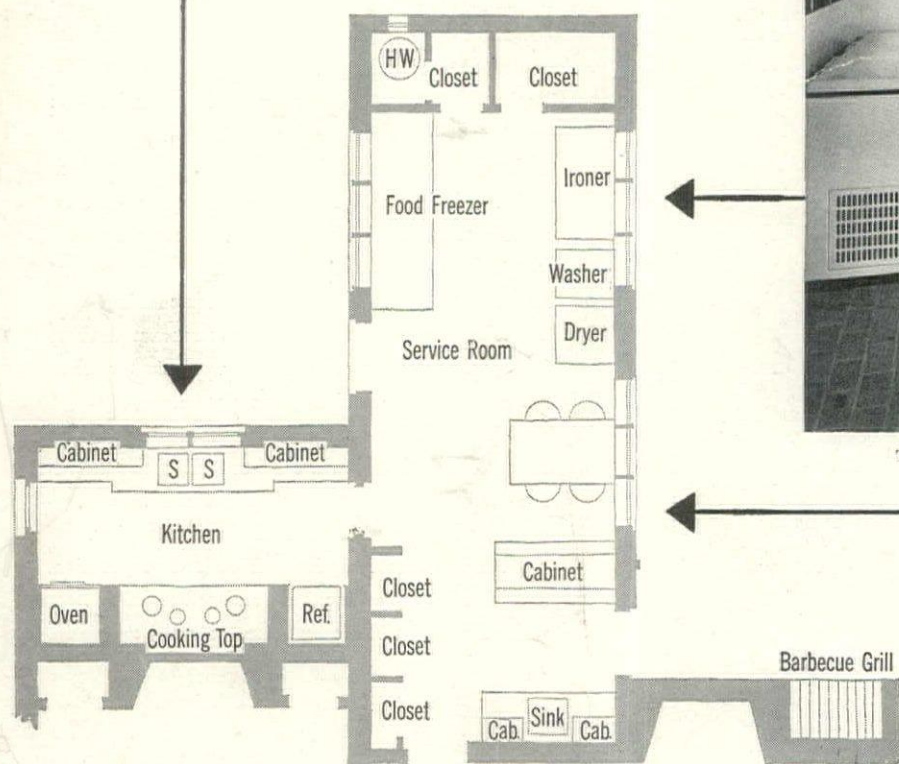 HW
Closet
Closet
Food Freezer
Ironer
Washer
Dryer
Service Room
Cabinet
S
S
Cabinet
Kitchen
Oven
Cooking Top
Ref.
Cabinet
Closet
Closet
Closet
Cab.
Sink
Cab.
Barbecue Grill